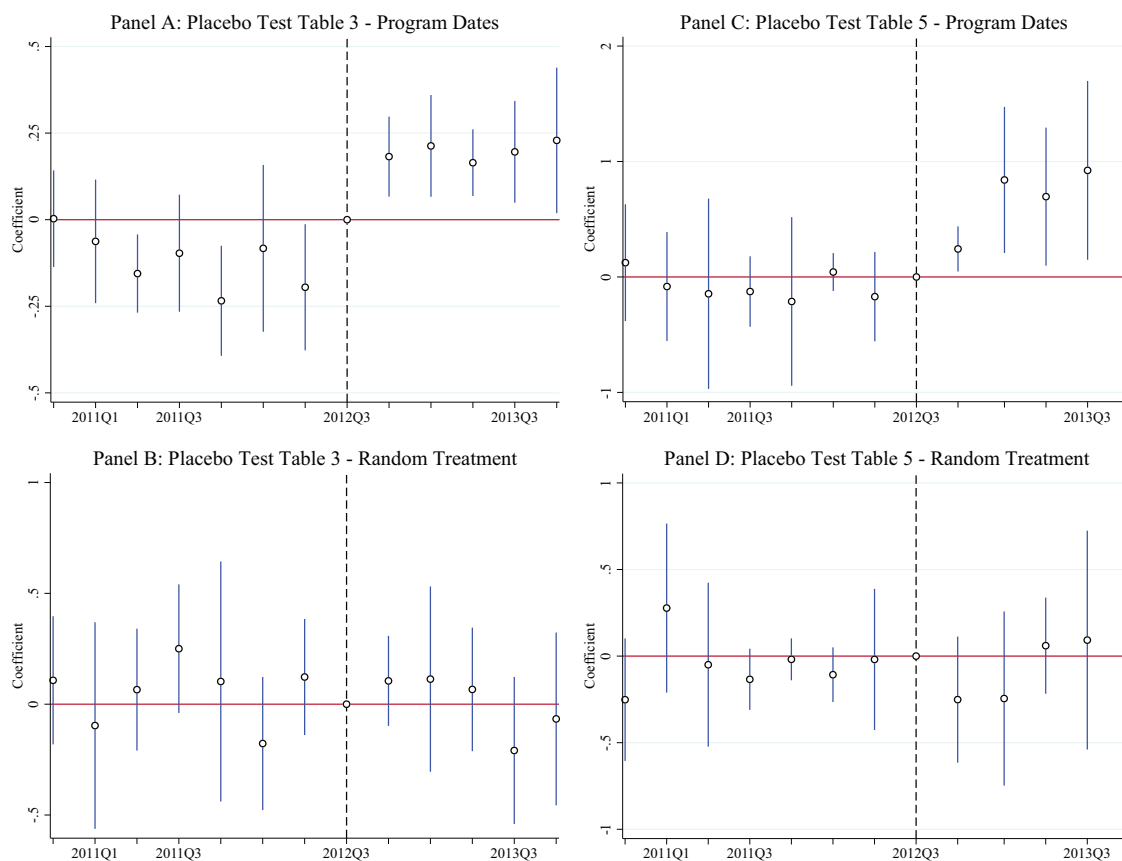 Panel A: Placebo Test Table 3 - Program Dates
.5
.25
0
-.25
-.5
Coefficient
2011Q1 2011Q3 2012Q3 2013Q3
Panel C: Placebo Test Table 5 - Program Dates
2
1
0
-1
Coefficient
2011Q1 2011Q3 2012Q3 2013Q3
Panel B: Placebo Test Table 3 - Random Treatment
1
.5
0
-.5
Coefficient
2011Q1 2011Q3 2012Q3 2013Q3
Panel D: Placebo Test Table 5 - Random Treatment
1
.5
0
-.5
-1
Coefficient
2011Q1 2011Q3 2012Q3 2013Q3